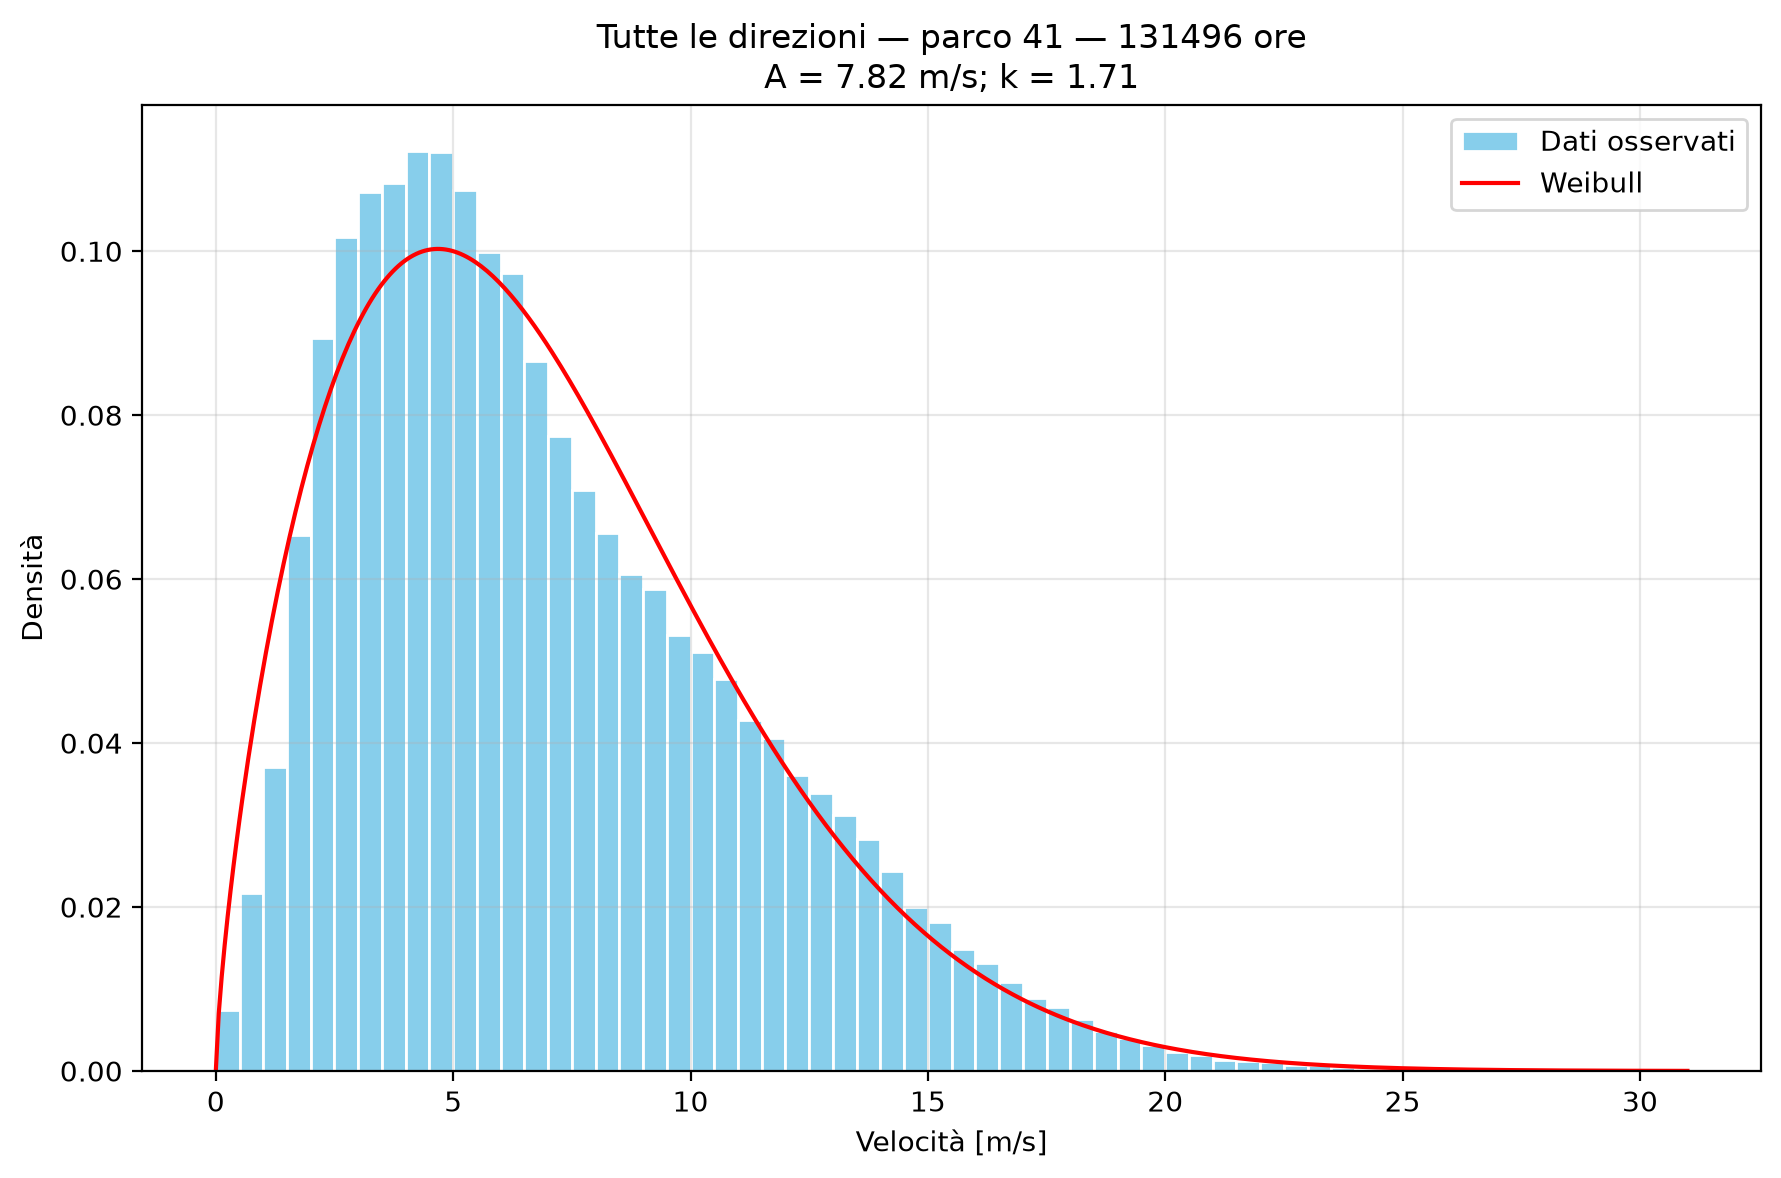 Tutte le direzioni — parco 41 — 131496 ore
A = 7.82 m/s; k = 1.71
Dati osservati
Weibull
Densità
0.10
0.08
0.06
0.04
0.02
0.00
0 5 10 15 20 25 30
Velocità [m/s]